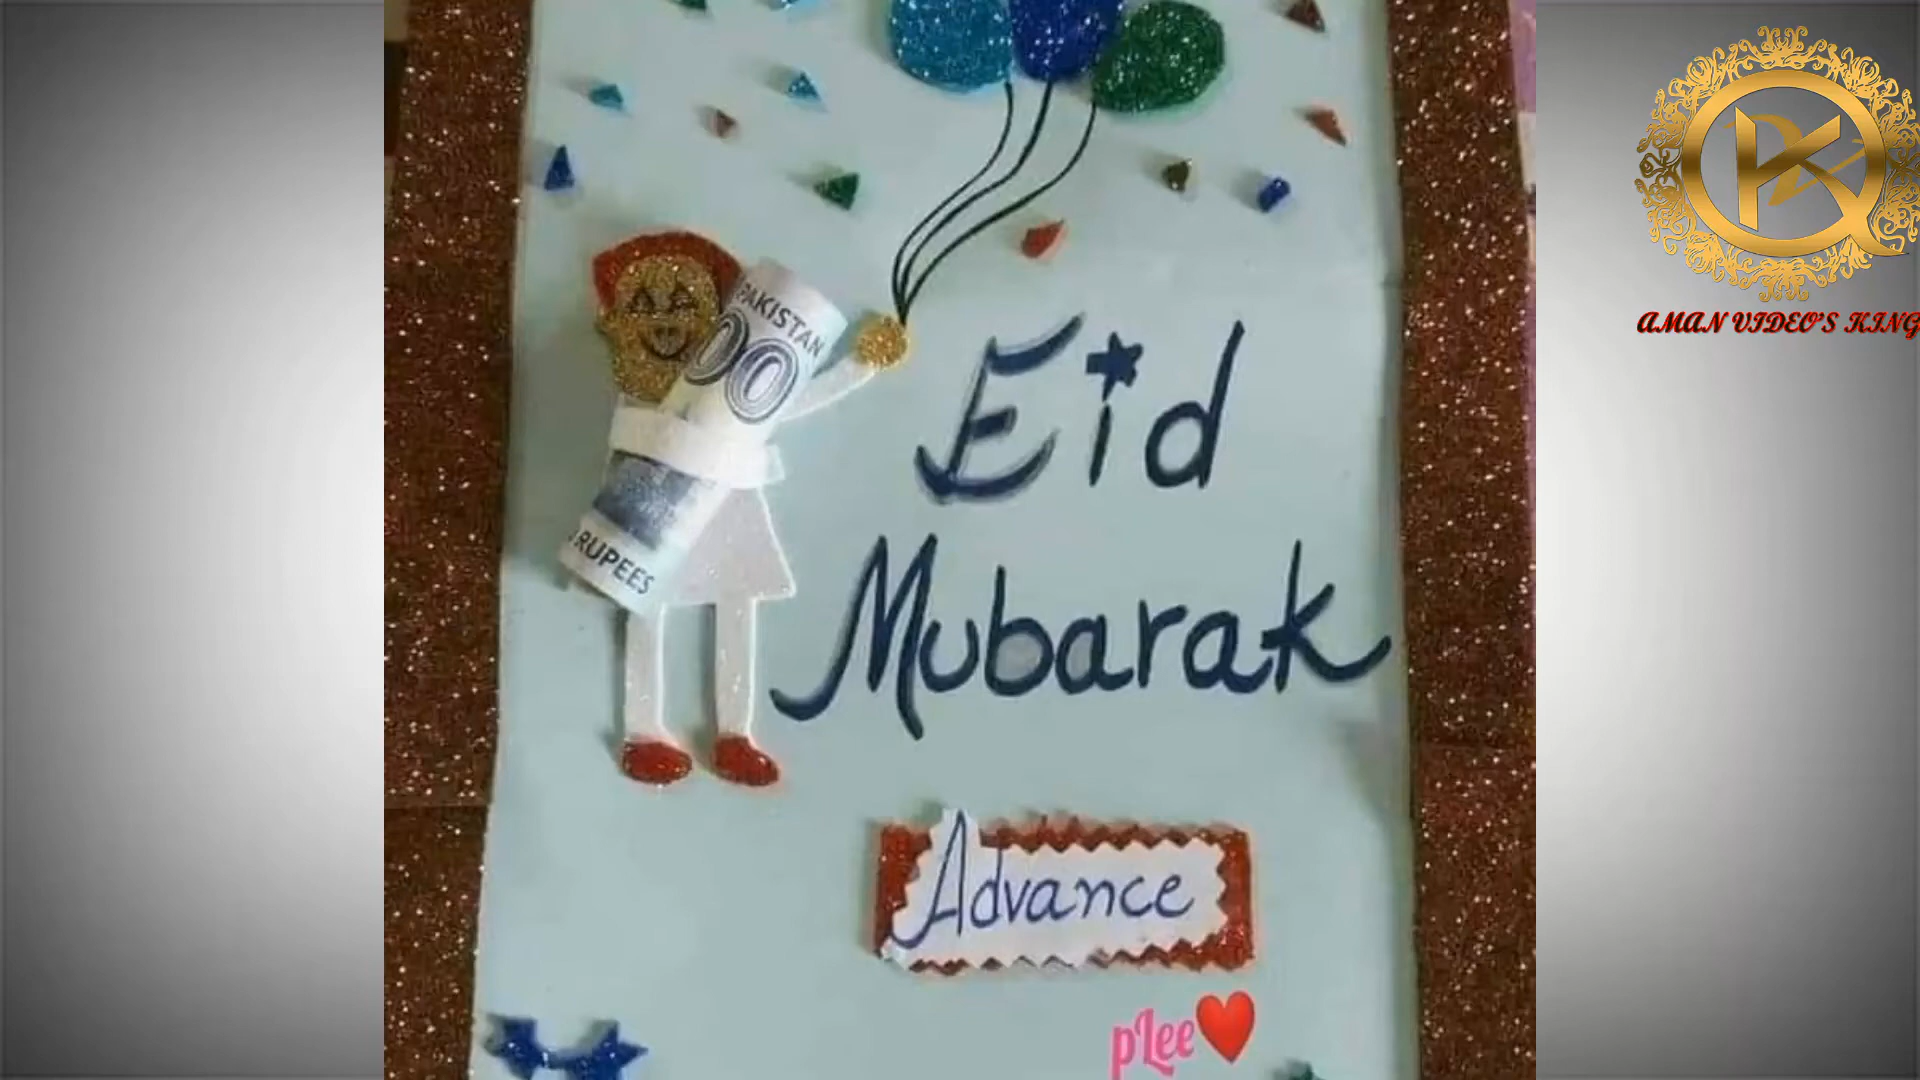 PAKISTAN
00
RUPEES
Eid
Mubarak
Advance
pLee
AMAN VIDEO'S KING